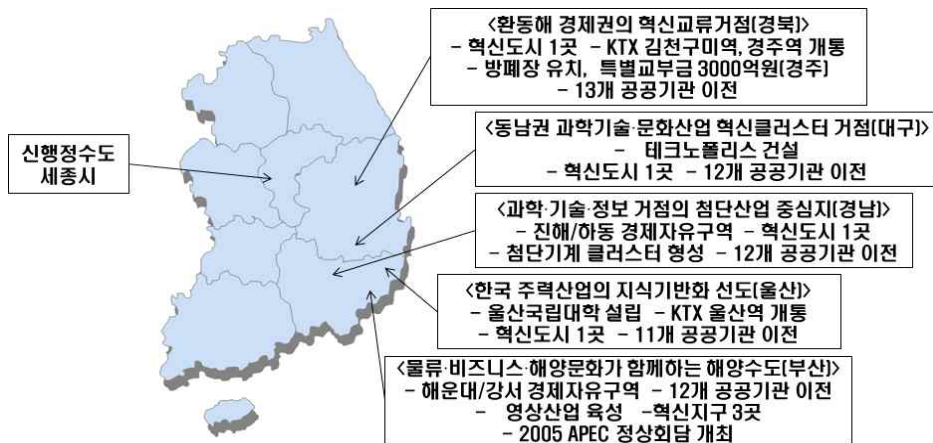 <환동해 경제권의 혁신교류거점(경북)>
- 혁신도시 1곳 - KTX 김천구미역, 경주역 개통
- 방폐장 유치, 특별교부금 3000억원(경주)
- 13개 공공기관 이전
신행정수도
세종시
<동남권 과학기술·문화산업 혁신클러스터 거점(대구)>
- 테크노폴리스 건설
- 혁신도시 1곳 - 12개 공공기관 이전
<과학·기술·정보 거점의 첨단산업 중심지(경남)>
- 진해/하동 경제자유구역 - 혁신도시 1곳
- 첨단기계 클러스터 형성 - 12개 공공기관 이전
<한국 주력산업의 지식기반화 선도(울산)>
- 울산국립대학 설립 - KTX 울산역 개통
- 혁신도시 1곳 - 11개 공공기관 이전
<물류·비즈니스·해양문화가 함께하는 해양수도(부산)>
- 해운대/강서 경제자유구역 - 12개 공공기관 이전
- 영상산업 육성 -혁신지구 3곳
- 2005 APEC 정상회담 개최